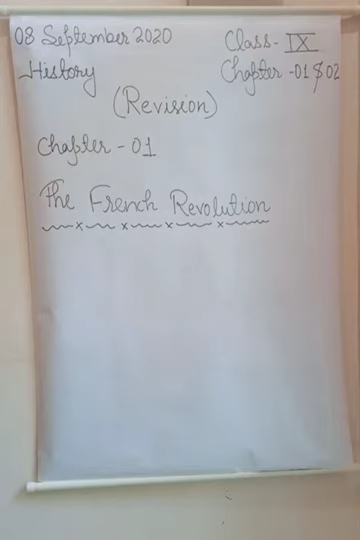 08 September 2020 Class- IX
History Chapter -01 & 02
(Revision)
Chapter - 01
The French Revolution